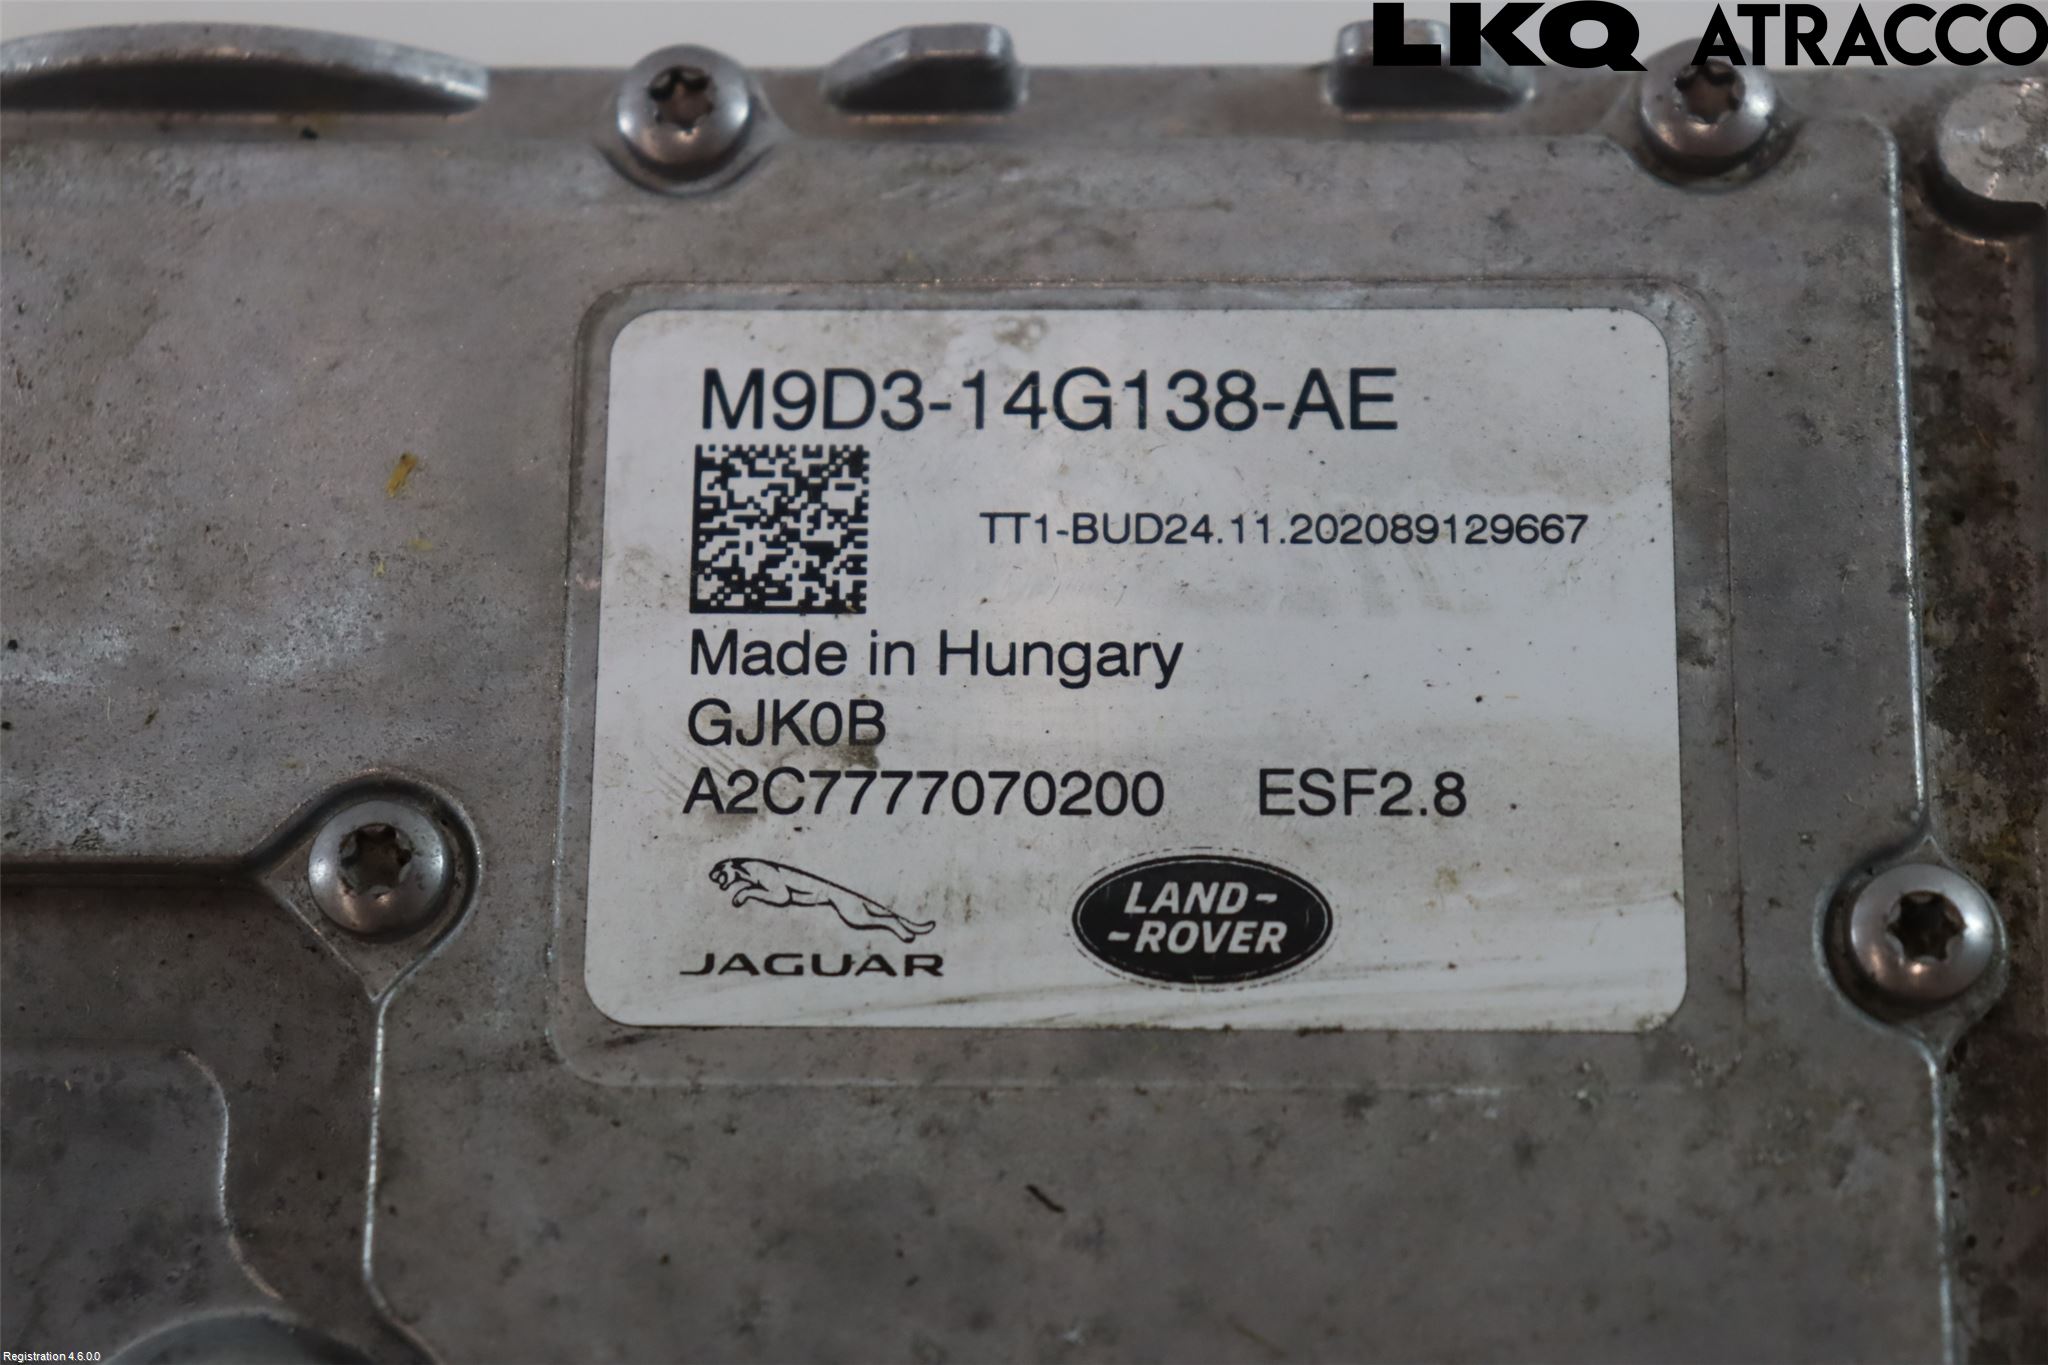 LKQ ATRACCO
M9D3-14G138-AE
TT1-BUD24.11.202089129667
Made in Hungary
GJK0B
A2C7777070200 ESF2.8
JAGUAR
LAND-
-ROVER
Registration 4.6.0.0